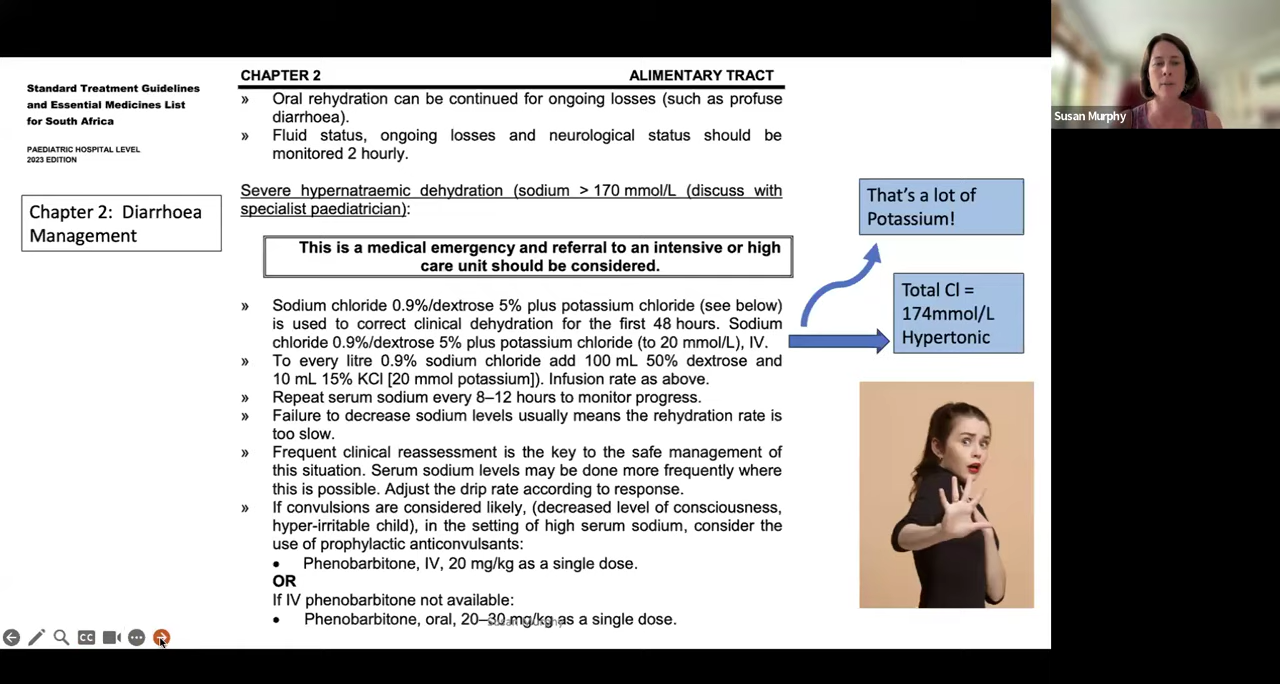 Standard Treatment Guidelines
and Essential Medicines List
for South Africa
PAEDIATRIC HOSPITAL LEVEL
2023 EDITION
Chapter 2: Diarrhoea
Management
CHAPTER 2 ALIMENTARY TRACT
» Oral rehydration can be continued for ongoing losses (such as profuse
diarrhoea).
» Fluid status, ongoing losses and neurological status should be
monitored 2 hourly.
Severe hypernatraemic dehydration (sodium > 170 mmol/L (discuss with
specialist paediatrician):
This is a medical emergency and referral to an intensive or high
care unit should be considered.
» Sodium chloride 0.9%/dextrose 5% plus potassium chloride (see below)
is used to correct clinical dehydration for the first 48 hours. Sodium
chloride 0.9%/dextrose 5% plus potassium chloride (to 20 mmol/L), IV.
» To every litre 0.9% sodium chloride add 100 mL 50% dextrose and
10 mL 15% KCl [20 mmol potassium]). Infusion rate as above.
» Repeat serum sodium every 8–12 hours to monitor progress.
» Failure to decrease sodium levels usually means the rehydration rate is
too slow.
» Frequent clinical reassessment is the key to the safe management of
this situation. Serum sodium levels may be done more frequently where
this is possible. Adjust the drip rate according to response.
» If convulsions are considered likely, (decreased level of consciousness,
hyper-irritable child), in the setting of high serum sodium, consider the
use of prophylactic anticonvulsants:
• Phenobarbitone, IV, 20 mg/kg as a single dose.
OR
If IV phenobarbitone not available:
• Phenobarbitone, oral, 20–30 mg/kg as a single dose.
Susan Murphy
That's a lot of
Potassium!
Total Cl =
174mmol/L
Hypertonic
Susan Murphy
CC